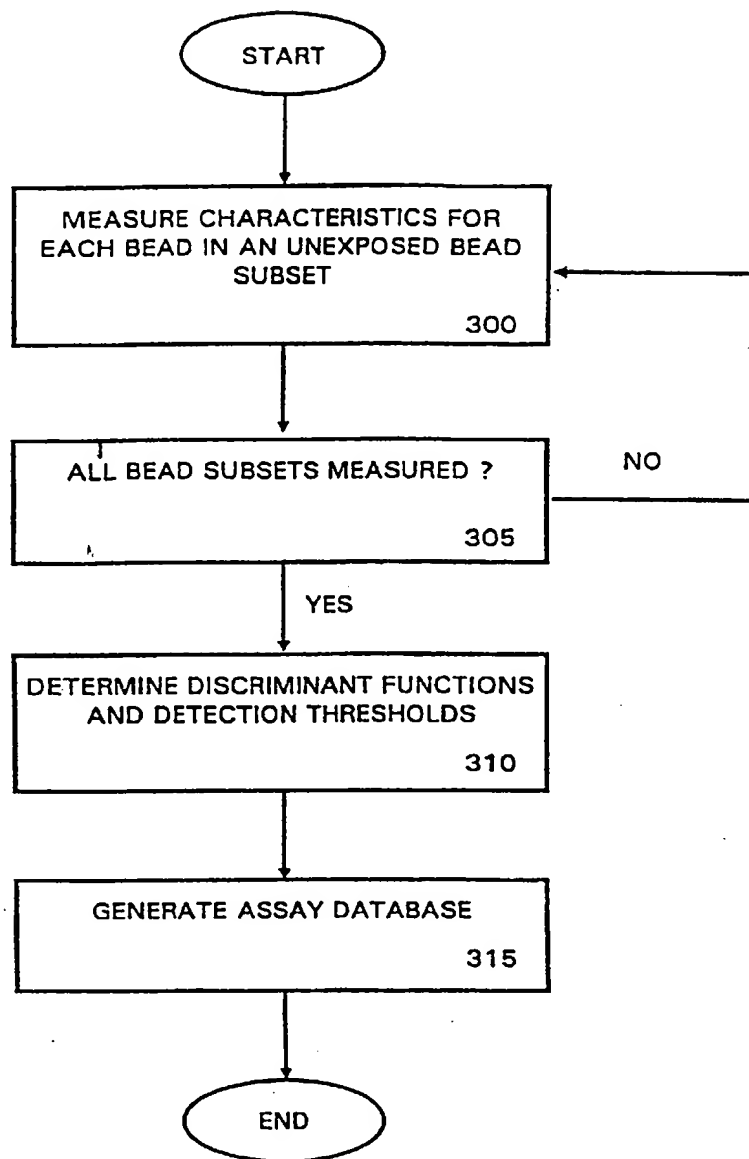 START
MEASURE CHARACTERISTICS FOR
EACH BEAD IN AN UNEXPOSED BEAD
SUBSET
300
ALL BEAD SUBSETS MEASURED ?
305
NO
YES
DETERMINE DISCRIMINANT FUNCTIONS
AND DETECTION THRESHOLDS
310
GENERATE ASSAY DATABASE
315
END